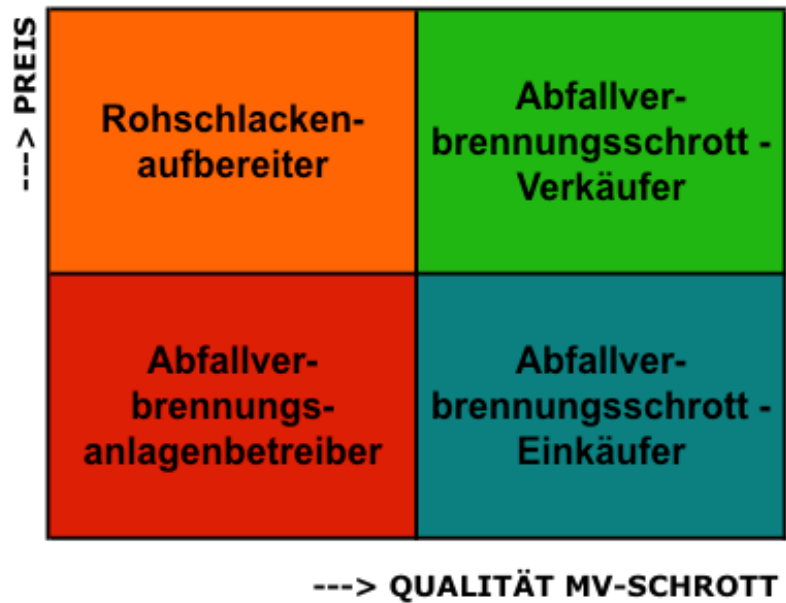 ---> PREIS
Rohschlacken-
aufbereiter
Abfallver-
brennungsschrott -
Verkäufer
Abfallver-
brennungs-
anlagenbetreiber
Abfallver-
brennungsschrott -
Einkäufer
---> QUALITÄT MV-SCHROTT